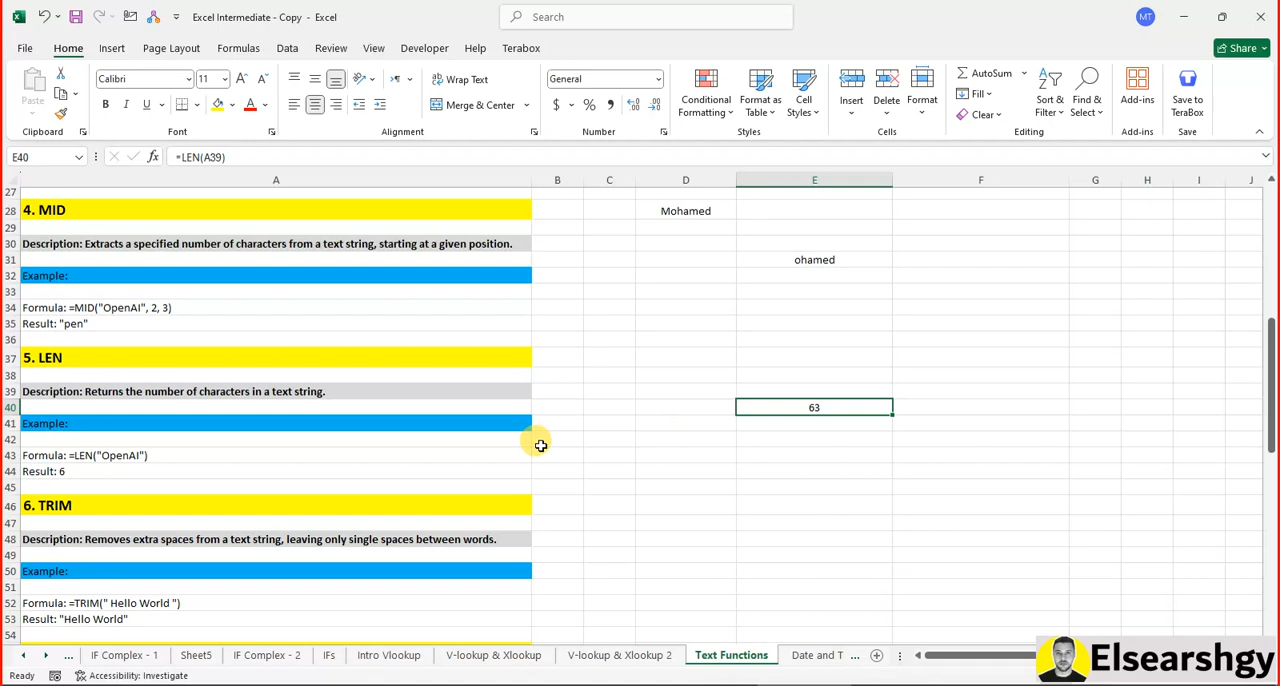 Excel Intermediate - Copy - Excel
Search
MT
File Home Insert Page Layout Formulas Data Review View Developer Help Terabox
Share
Paste
Calibri 11
Wrap Text
General
Merge & Center
Conditional Formatting
Format as Table
Cell Styles
Insert
Delete
Format
AutoSum
Fill
Clear
Sort & Filter
Find & Select
Add-ins
Save to TeraBox
Clipboard Font Alignment Number Styles Cells Editing Add-ins Save
E40 fx =LEN(A39)
A B C D E F G H I J
27
28 4. MID Mohamed
29
30 Description: Extracts a specified number of characters from a text string, starting at a given position.
31 ohamed
32 Example:
33
34 Formula: =MID("OpenAI", 2, 3)
35 Result: "pen"
36
37 5. LEN
38
39 Description: Returns the number of characters in a text string.
40 63
41 Example:
42
43 Formula: =LEN("OpenAI")
44 Result: 6
45
46 6. TRIM
47
48 Description: Removes extra spaces from a text string, leaving only single spaces between words.
49
50 Example:
51
52 Formula: =TRIM(" Hello World ")
53 Result: "Hello World"
54
... IF Complex - 1 Sheet5 IF Complex - 2 IFs Intro Vlookup V-lookup & Xlookup V-lookup & Xlookup 2 Text Functions Date and T ...
Ready Accessibility: Investigate
Elsearshgy